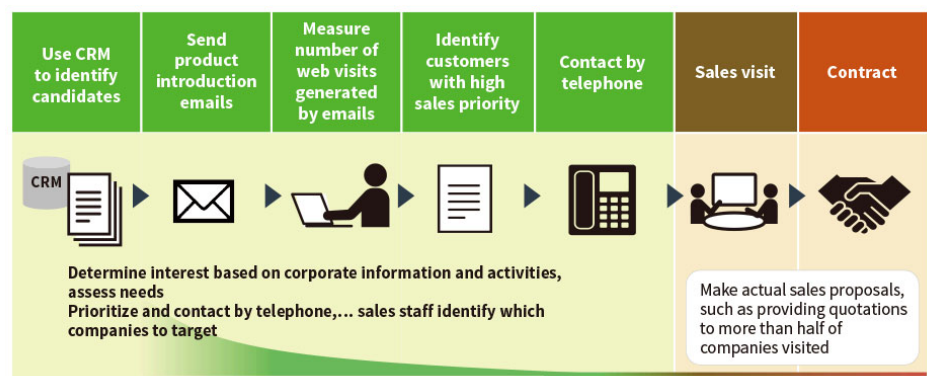 Use CRM
to identify
candidates
Send
product
introduction
emails
Measure
number of
web visits
generated
by emails
Identify
customers
with high
sales priority
Contact by
telephone
Sales visit
Contract
CRM
Determine interest based on corporate information and activities,
assess needs
Prioritize and contact by telephone,... sales staff identify which
companies to target
Make actual sales proposals,
such as providing quotations
to more than half of
companies visited